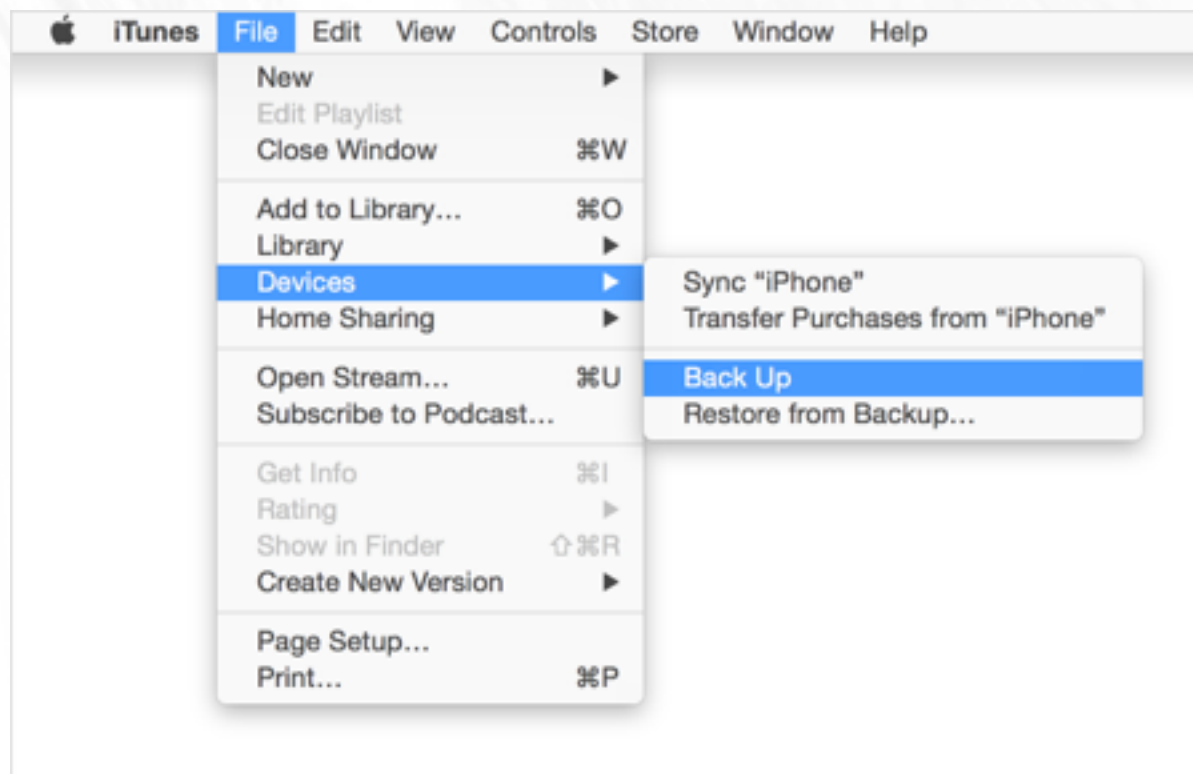 iTunes File Edit View Controls Store Window Help
New ▶
Edit Playlist
Close Window ⌘W
Add to Library... ⌘O
Library ▶
Devices ▶
Home Sharing ▶
Open Stream... ⌘U
Subscribe to Podcast...
Get Info ⌘I
Rating ▶
Show in Finder ⇧⌘R
Create New Version ▶
Page Setup...
Print... ⌘P
Sync “iPhone”
Transfer Purchases from “iPhone”
Back Up
Restore from Backup...